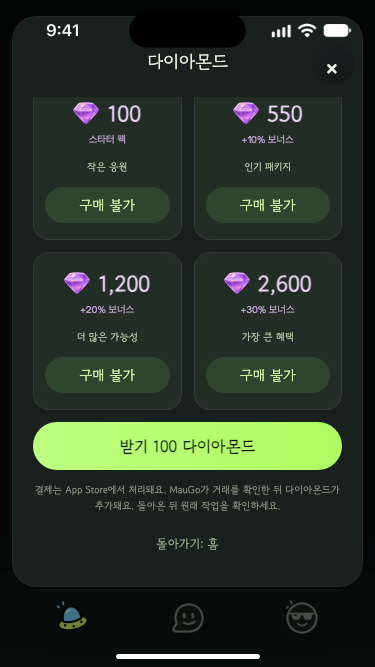 9:41
다이아몬드
100
550
스타터 팩
+10% 보너스
작은 응원
인기 패키지
구매 불가
구매 불가
1,200
2,600
+20% 보너스
+30% 보너스
더 많은 가능성
가장 큰 혜택
구매 불가
구매 불가
받기 100 다이아몬드
결제는 App Store에서 처리돼요. MauGo가 거래를 확인한 뒤 다이아몬드가
추가돼요. 돌아온 뒤 원래 작업을 확인하세요.
돌아가기: 홈